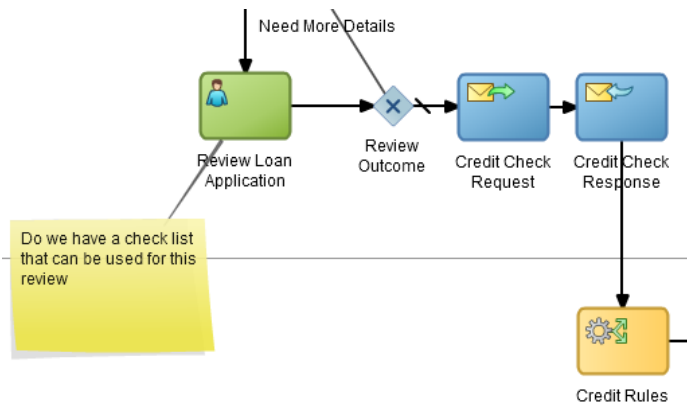 Need More Details
Review Loan
Application
Review
Outcome
Credit Check
Request
Credit Check
Response
Do we have a check list
that can be used for this
review
Credit Rules